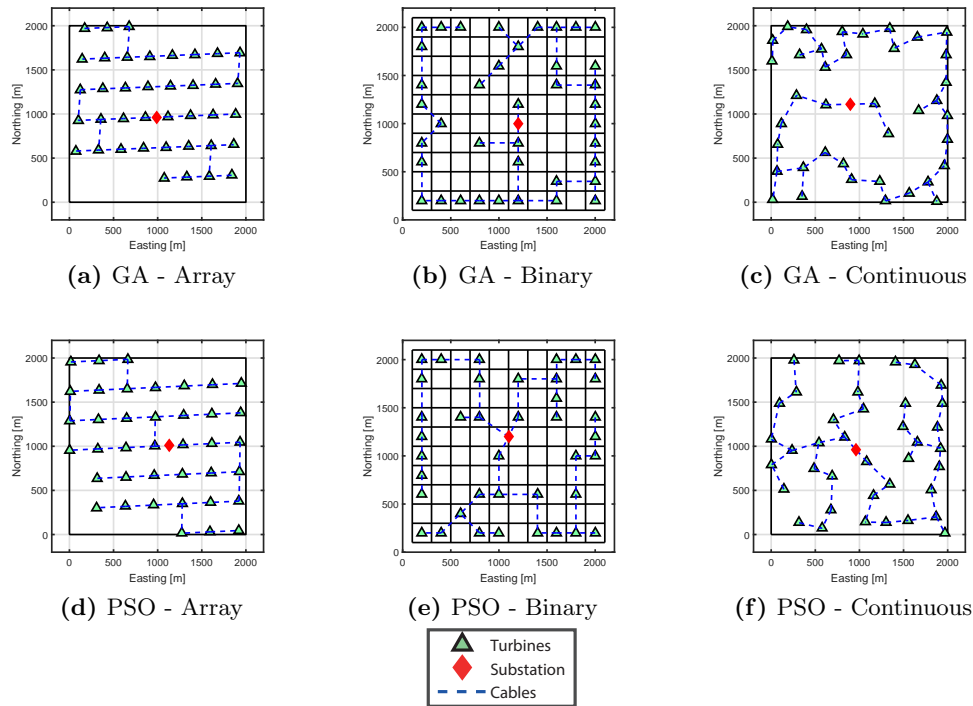 2000
1500
1000
500
0
Northing [m]
0 500 1000 1500 2000
Easting [m]
(a) GA - Array
2000
1500
1000
500
0
Northing [m]
0 500 1000 1500 2000
Easting [m]
(b) GA - Binary
2000
1500
1000
500
0
Northing [m]
0 500 1000 1500 2000
Easting [m]
(c) GA - Continuous
2000
1500
1000
500
0
Northing [m]
0 500 1000 1500 2000
Easting [m]
(d) PSO - Array
2000
1500
1000
500
0
Northing [m]
0 500 1000 1500 2000
Easting [m]
(e) PSO - Binary
2000
1500
1000
500
0
Northing [m]
0 500 1000 1500 2000
Easting [m]
(f) PSO - Continuous
Turbines
Substation
Cables